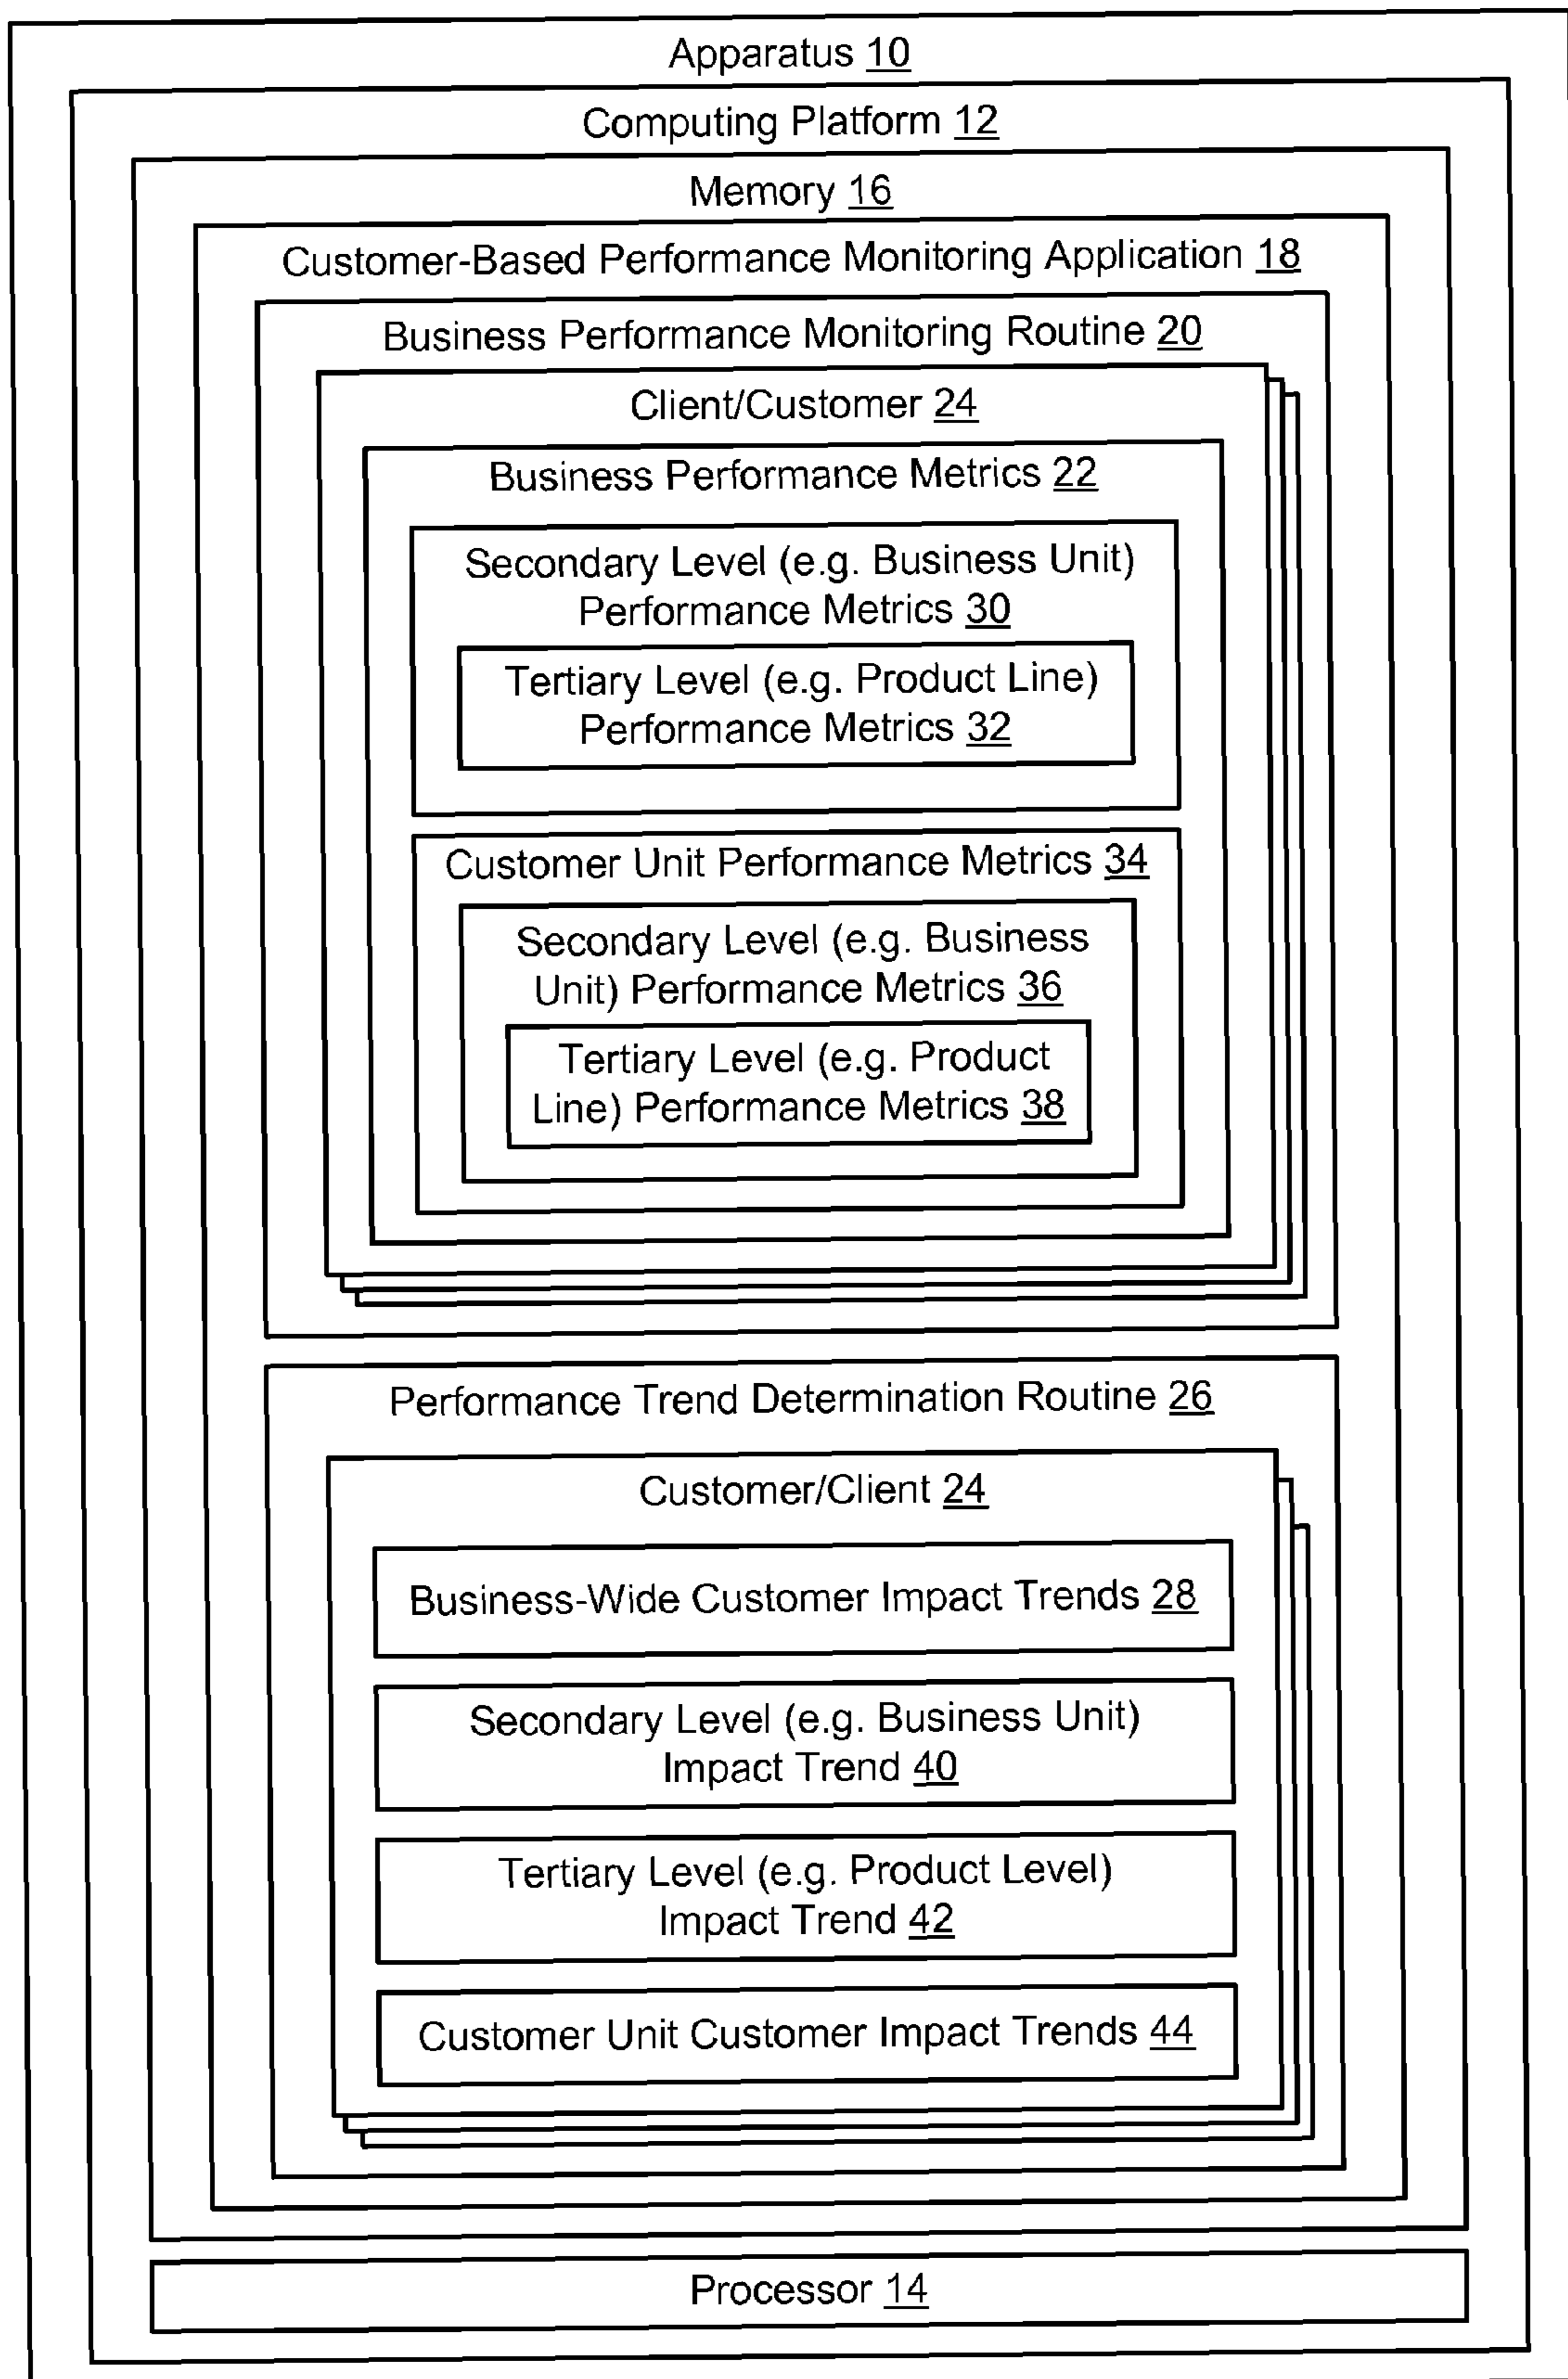 Apparatus 10
Computing Platform 12
Memory 16
Customer-Based Performance Monitoring Application 18
Business Performance Monitoring Routine 20
Client/Customer 24
Business Performance Metrics 22
Secondary Level (e.g. Business Unit)
Performance Metrics 30
Tertiary Level (e.g. Product Line)
Performance Metrics 32
Customer Unit Performance Metrics 34
Secondary Level (e.g. Business
Unit) Performance Metrics 36
Tertiary Level (e.g. Product
Line) Performance Metrics 38
Performance Trend Determination Routine 26
Customer/Client 24
Business-Wide Customer Impact Trends 28
Secondary Level (e.g. Business Unit)
Impact Trend 40
Tertiary Level (e.g. Product Level)
Impact Trend 42
Customer Unit Customer Impact Trends 44
Processor 14